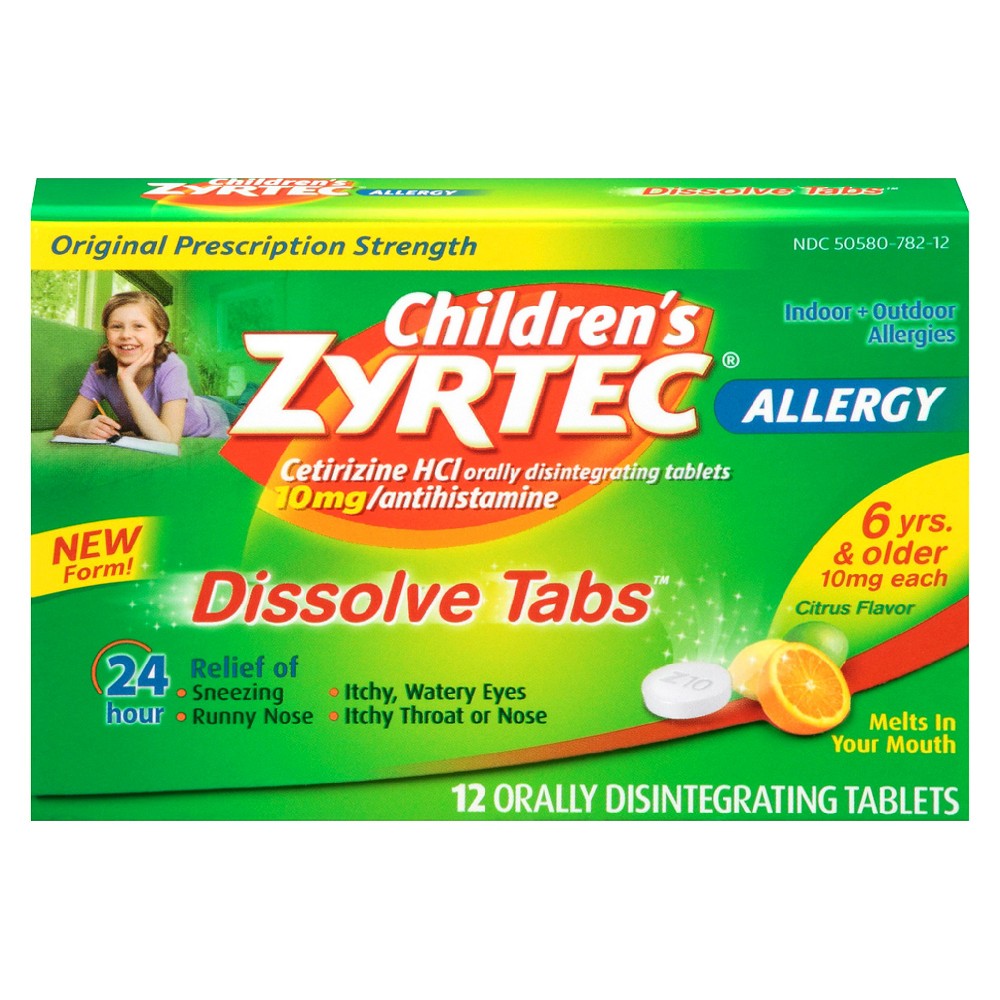 Children's
ZYRTEC ALLERGY
Dissolve Tabs™
Original Prescription Strength
NDC 50580-782-12
Indoor + Outdoor
Allergies
Children's
ZYRTEC®
ALLERGY
Cetirizine HCl orally disintegrating tablets
10mg/antihistamine
NEW
Form!
6 yrs.
& older
10mg each
Citrus Flavor
Dissolve Tabs™
24
hour
Relief of
• Sneezing
• Runny Nose
• Itchy, Watery Eyes
• Itchy Throat or Nose
Z10
Melts In
Your Mouth
12 ORALLY DISINTEGRATING TABLETS